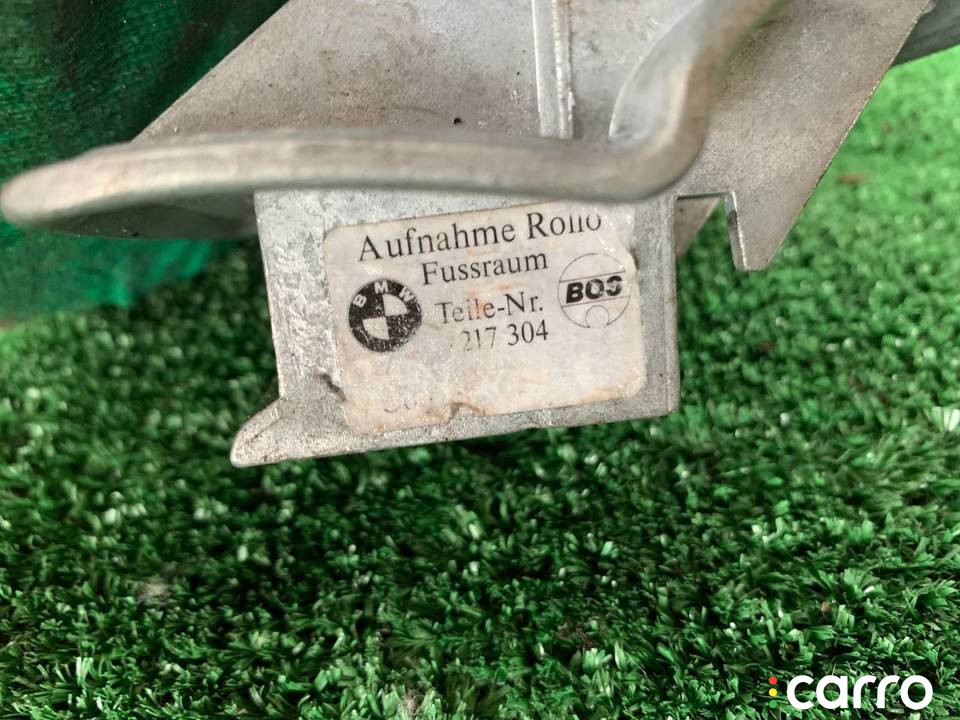 Aufnahme Rollo
Fussraum
BMW
BOS
Teile-Nr.
217 304
carro